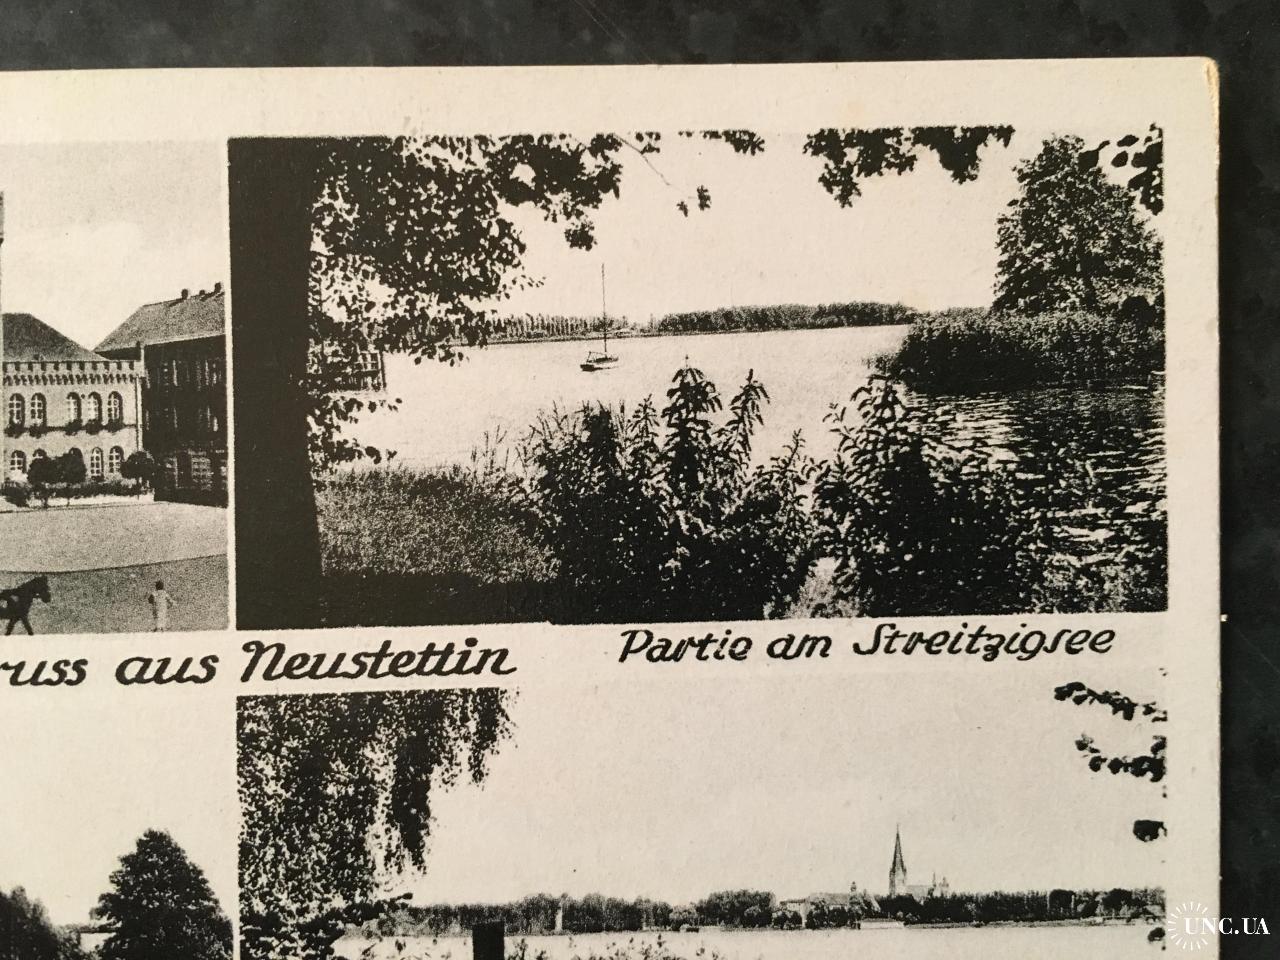 russ aus Neustettin
Partie am Streitzigsee
UNC.UA